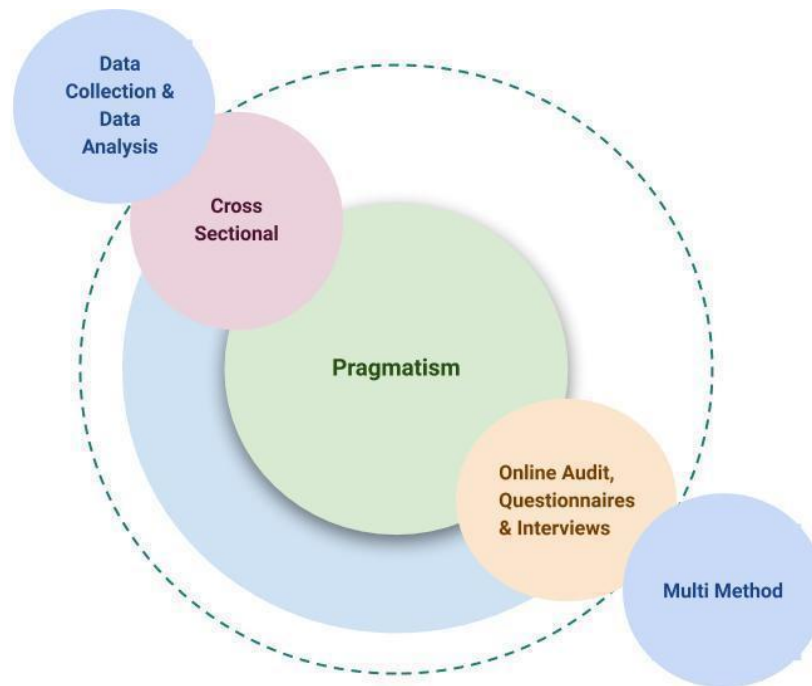 Data
Collection &
Data
Analysis
Cross
Sectional
Pragmatism
Online Audit,
Questionnaires
& Interviews
Multi Method